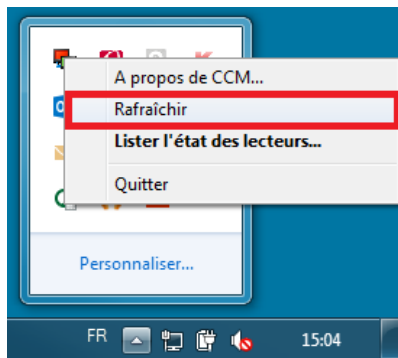 A propos de CCM...
Rafraîchir
Lister l'état des lecteurs...
Quitter
Personnaliser...
FR 15:04